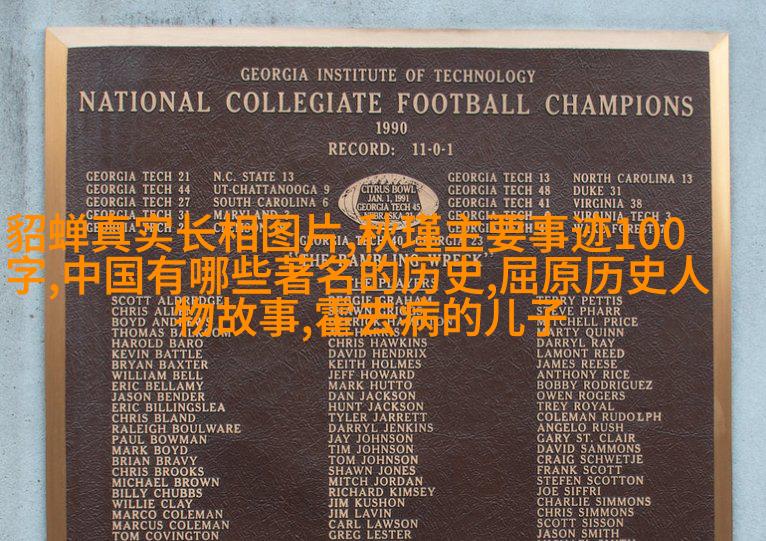 GEORGIA INSTITUTE OF TECHNOLOGY
NATIONAL COLLEGIATE FOOTBALL CHAMPIONS
1990
RECORD: 11-0-1
GEORGIA TECH 21 N.C. STATE 13
GEORGIA TECH 44 UT-CHATTANOOGA 9
GEORGIA TECH 27 SOUTH CAROLINA 6
CITRUS BOWL
JAN. 1, 1991
GEORGIA TECH 45
GEORGIA TECH 13 NORTH CAROLINA 13
GEORGIA TECH 48 DUKE 31
GEORGIA TECH 41 VIRGINIA 38
貂蝉真实长相图片,秋瑾主要事迹100
字,中国有哪些著名的历史,屈原历史人
物故事,霍去病的儿子
THE RAMBLING WRECK"
THE PLAYERS
SCOTT
CHRIS
BOYD
THOMAS
HAROLD BARO
KEVIN BATTLE
BRYAN BAXTER
WILLIAM BELL
ERIC BELLAMY
JASON BENDER
ERIC BILLINGSLEA
CHRIS BLAND
RALEIGH BOULWARE
PAUL BOWMAN
MARK BOYD
BRIAN BRAVY
CHRIS BROOKS
MICHAEL BROWN
BILLY CHUBBS
WILLIE CLAY
MARCO COLEMAN
MARCUS COLEMAN
TOM COVINGTON
GRAHAM
CHRIS HAWKINS
DAVID HENDRIX
KEITH HOLMES
JEFF HOWARD
MARK HUTTO
DAN JACKSON
HUNT JACKSON
TYLER JARRETT
DARRYL JENKINS
JAY JOHNSON
TIM JOHNSON
TOM JOHNSON
SHAWN JONES
MITCH JORDAN
RICHARD KIMSEY
JIM KUSHON
JIM LAVIN
CARL LAWSON
GREG LESTER
PETTIS
PHARR
MITCHELL PRICE
MARTY QUINN
DARRYL RAY
LAMONT REED
JAMES REESE
ANTHONY RICE
BOBBY RODRIGUEZ
OWEN ROGERS
TREY ROYAL
COLEMAN RUDOLPH
ANGELO RUSH
GARY ST. CLAIR
DAVID SAMMONS
CRAIG SCHWETJE
FRANK SCOTT
STEFEN SCOTTON
JOE SIFFRI
CHARLIE SIMMONS
CHRIS SIMMONS
SCOTT SISSON
JASON SMITH